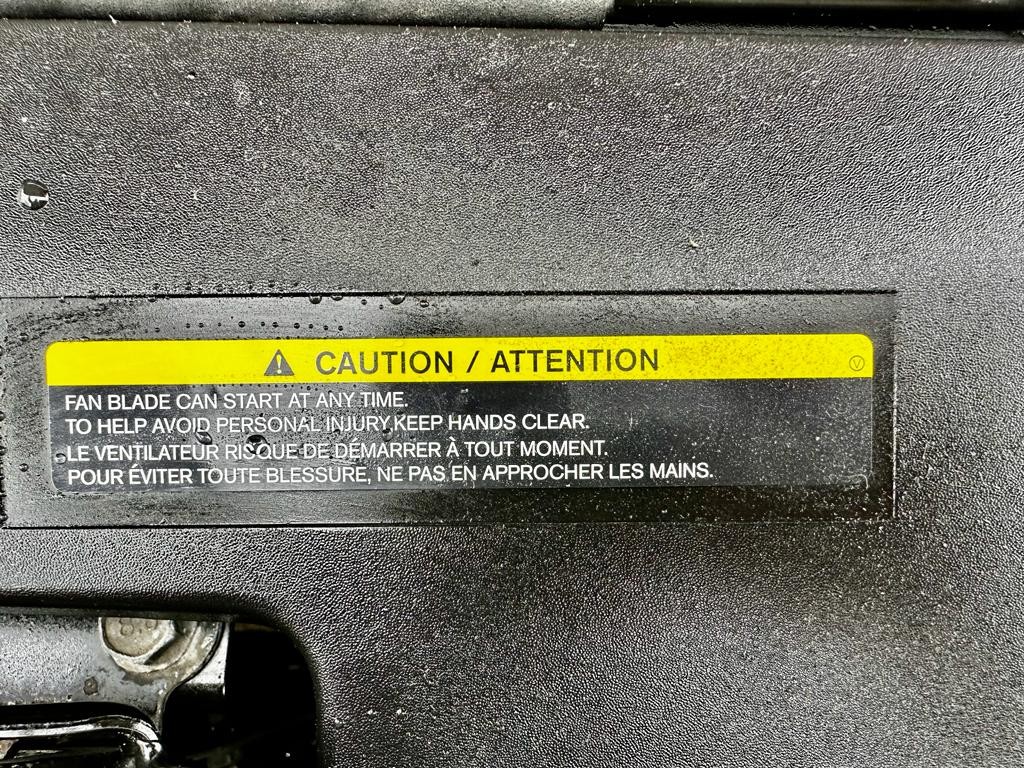 CAUTION / ATTENTION
V
FAN BLADE CAN START AT ANY TIME.
TO HELP AVOID PERSONAL INJURY,KEEP HANDS CLEAR.
LE VENTILATEUR RISQUE DE DÉMARRER À TOUT MOMENT.
POUR ÉVITER TOUTE BLESSURE, NE PAS EN APPROCHER LES MAINS.